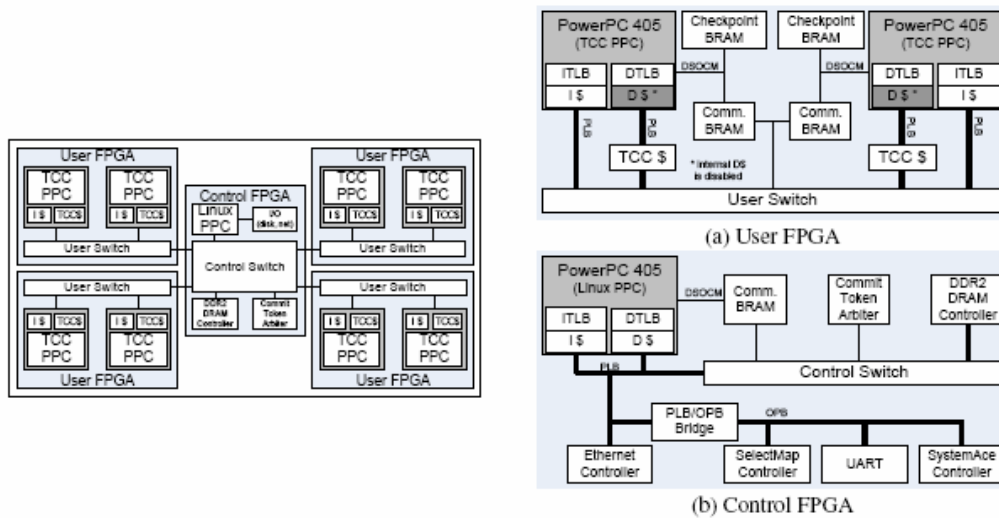 User FPGA
TCC PPC
TCC PPC
I $
TCC$
I $
TCC$
User Switch
User Switch
I $
TCC$
I $
TCC$
TCC PPC
TCC PPC
User FPGA
Control FPGA
Linux PPC
I/O (disk, net)
Control Switch
DDR2 DRAM Controller
Commit Token Arbiter
User FPGA
TCC PPC
TCC PPC
I $
TCC$
I $
TCC$
User Switch
User Switch
I $
TCC$
I $
TCC$
TCC PPC
TCC PPC
User FPGA
PowerPC 405
(TCC PPC)
Checkpoint BRAM
Checkpoint BRAM
PowerPC 405
(TCC PPC)
ITLB
DTLB
DSOCM
DSOCM
DTLB
ITLB
I $
D $ *
D $ *
I $
Comm. BRAM
Comm. BRAM
PLB
PLB
PLB
PLB
TCC $
* Internal D$
is disabled
TCC $
User Switch
(a) User FPGA
PowerPC 405
(Linux PPC)
DSOCM
Comm. BRAM
Commit Token Arbiter
DDR2 DRAM Controller
ITLB
DTLB
I $
D $
PLB
Control Switch
PLB/OPB Bridge
OPB
Ethernet Controller
SelectMap Controller
UART
SystemAce Controller
(b) Control FPGA